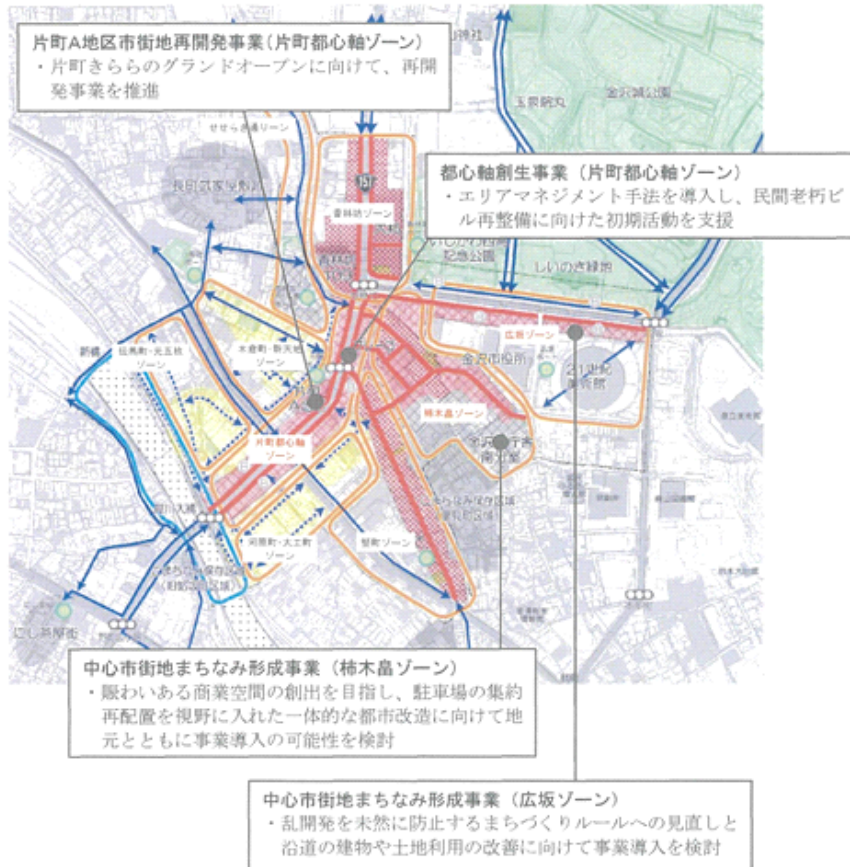 片町A地区市街地再開発事業(片町都心軸ゾーン)
・片町きららのグランドオープンに向けて、再開
発事業を推進
玉泉院丸
金沢城公園
せせらぎ通りゾーン
都心軸創生事業（片町都心軸ゾーン）
・エリアマネジメント手法を導入し、民間老朽ビ
ル再整備に向けた初期活動を支援
157
香林坊ゾーン
記念公園
しいのき緑地
広坂ゾーン
新橋
木倉町・新天地
ゾーン
金沢市役所
21世紀
美術館
柿木畠ゾーン
片町都心軸
ゾーン
河原町・大工町
ゾーン
竪町ゾーン
にし茶屋街
中心市街地まちなみ形成事業（柿木畠ゾーン）
・賑わいある商業空間の創出を目指し、駐車場の集約
再配置を視野に入れた一体的な都市改造に向けて地
元とともに事業導入の可能性を検討
中心市街地まちなみ形成事業（広坂ゾーン）
・乱開発を未然に防止するまちづくりルールへの見直しと
沿道の建物や土地利用の改善に向けて事業導入を検討